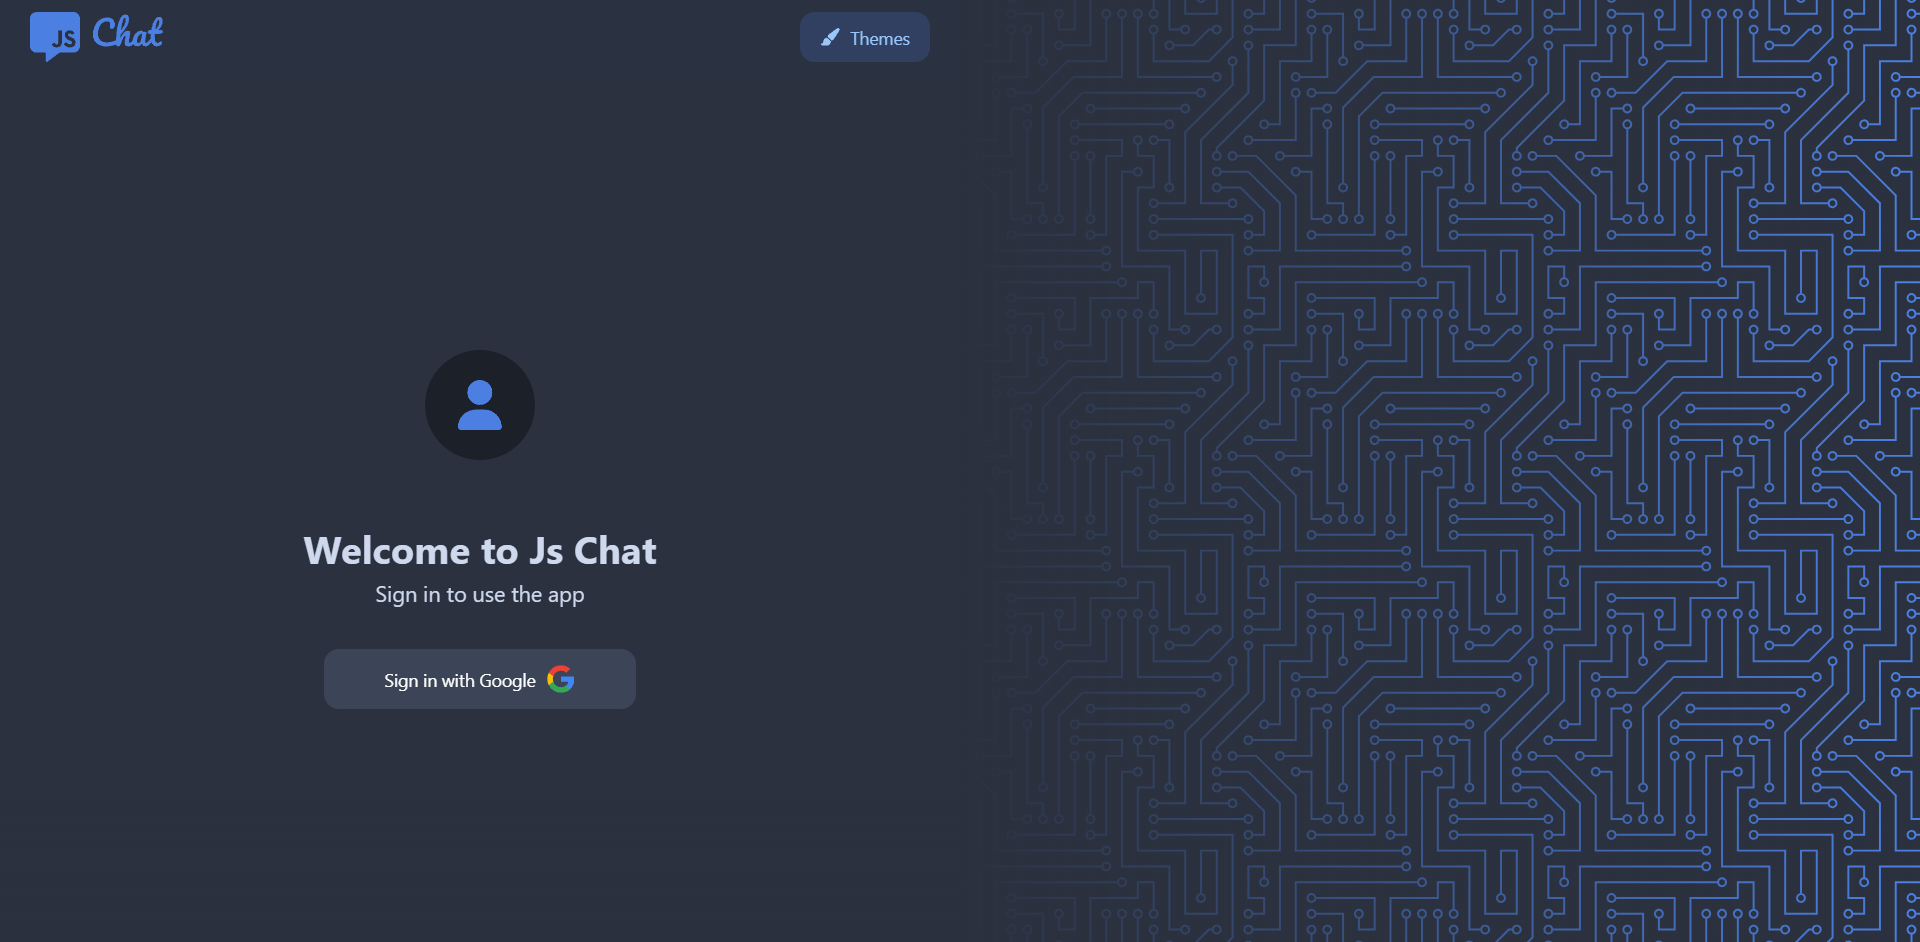 JS Chat
Themes
Welcome to Js Chat
Sign in to use the app
Sign in with Google